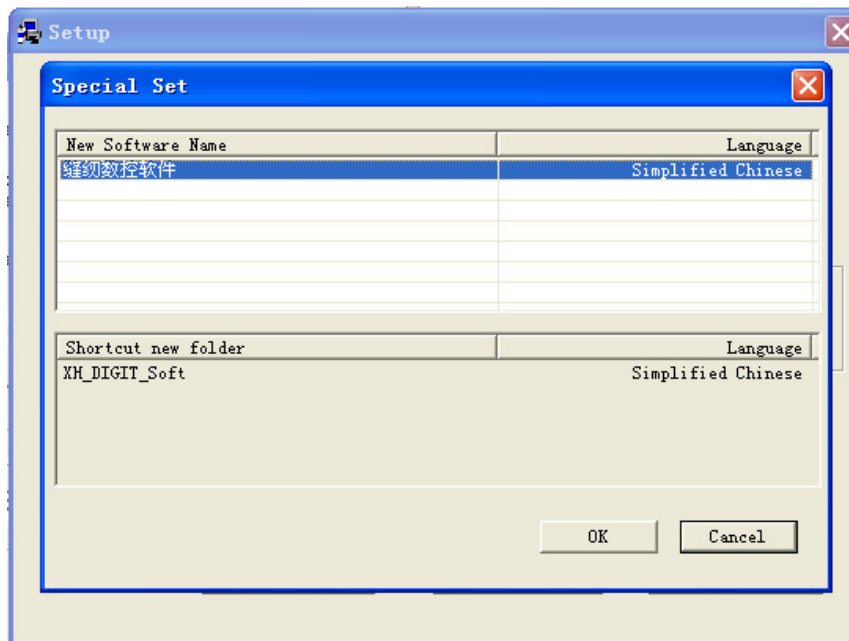 Setup
Special Set
New Software Name Language
缝纫数控软件 Simplified Chinese
Shortcut new folder Language
XH_DIGIT_Soft Simplified Chinese
OK Cancel